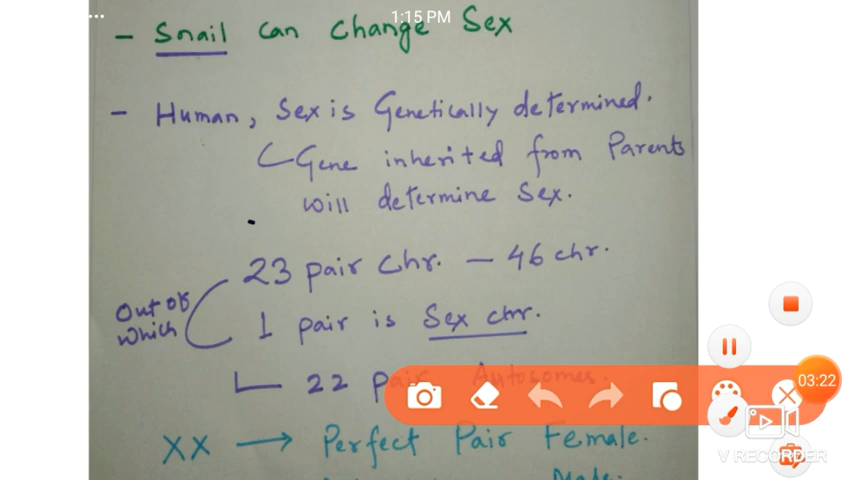 1:15 PM
- Snail can change Sex
- Human, Sex is Genetically determined.
Gene inherited from Parents
will determine Sex.
23 pair Chr. - 46 chr.
Out of
which
1 pair is Sex chr.
22 pair Autosomes.
03:22
XX → Perfect Pair Female.
V RECORDER
Male.